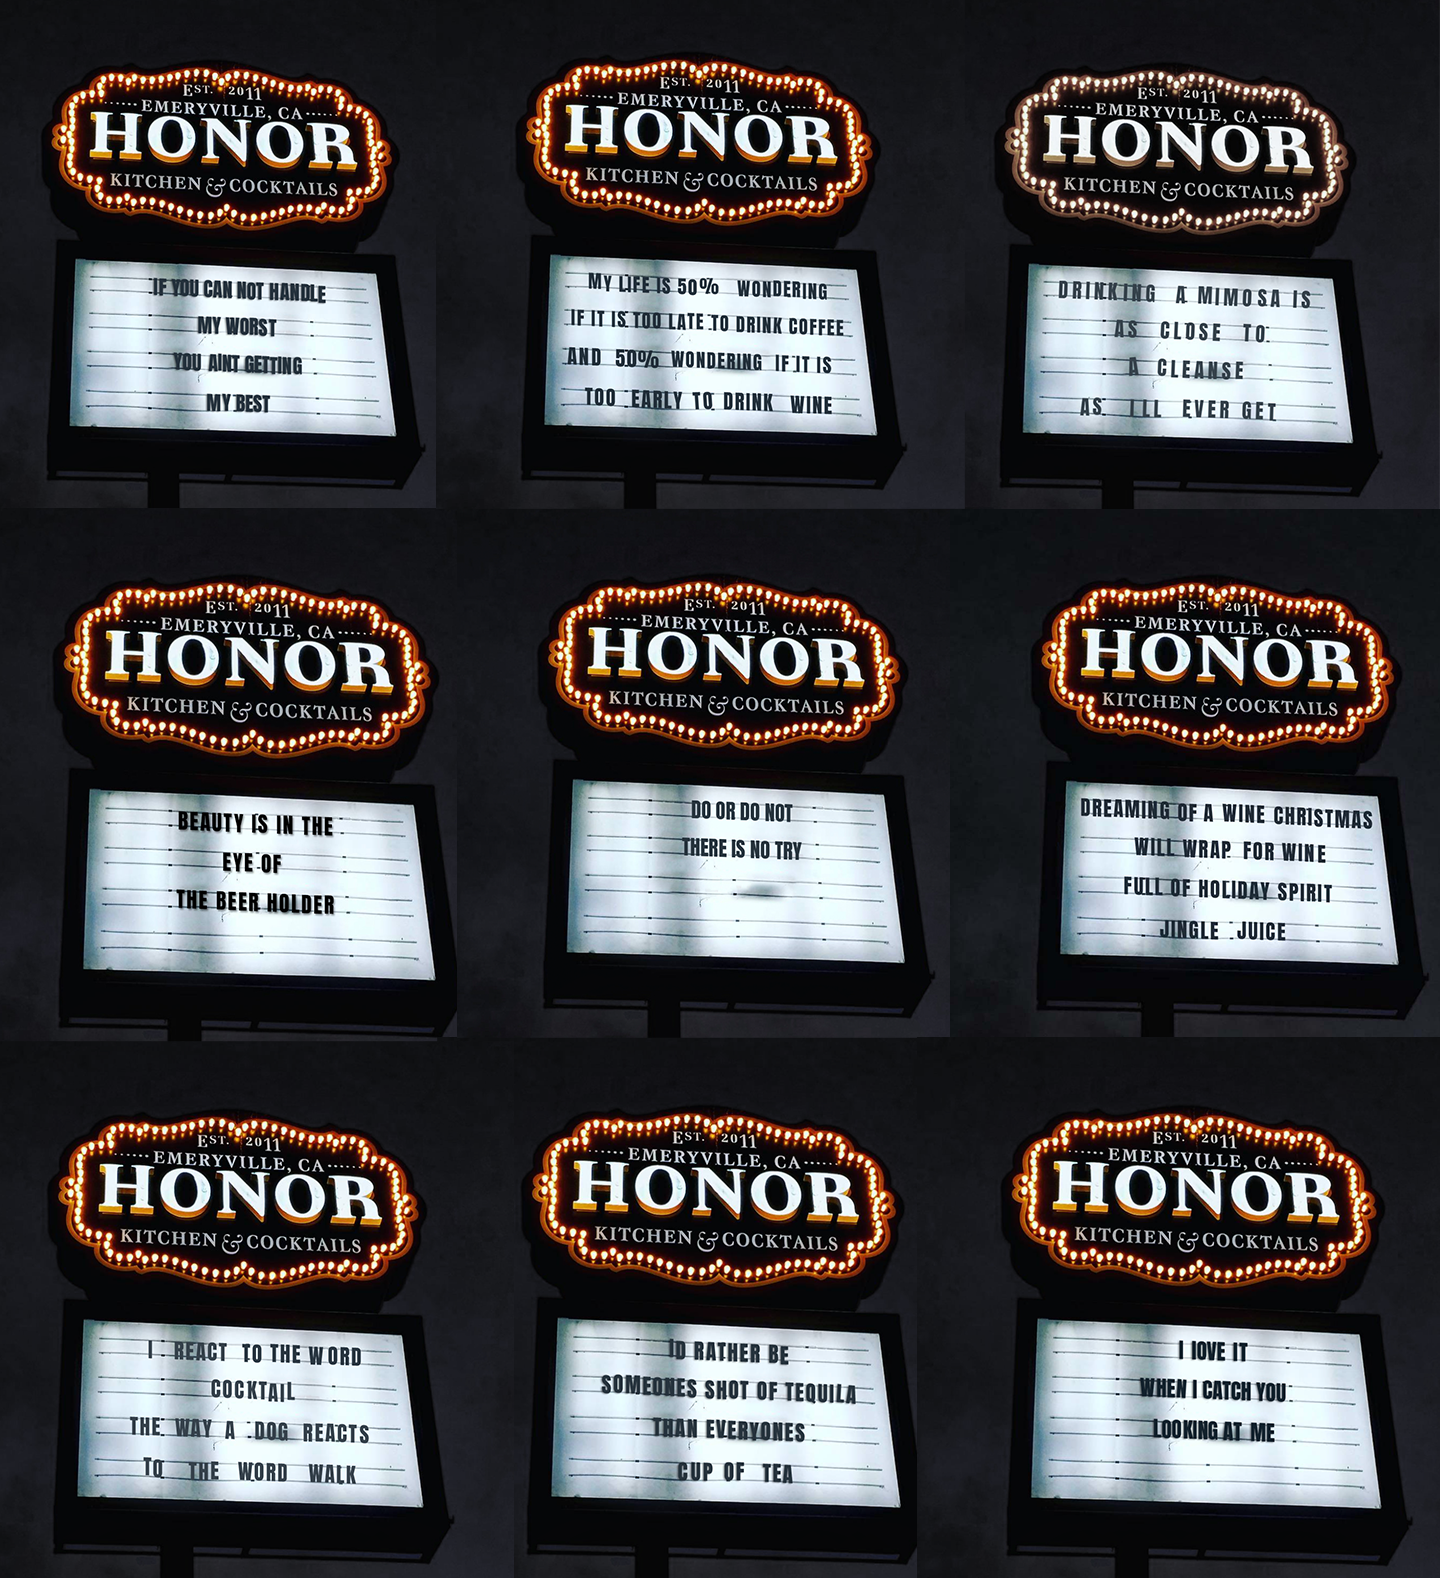 EST. 2011
EMERYVILLE, CA
HONOR
KITCHEN & COCKTAILS
IF YOU CAN NOT HANDLE
MY WORST
YOU AINT GETTING
MY BEST
EST. 2011
EMERYVILLE, CA
HONOR
KITCHEN & COCKTAILS
MY LIFE IS 50% WONDERING
IF IT IS TOO LATE TO DRINK COFFEE
AND 50% WONDERING IF IT IS
TOO EARLY TO DRINK WINE
EST. 2011
EMERYVILLE, CA
HONOR
KITCHEN & COCKTAILS
DRINKING A MIMOSA IS
AS CLOSE TO
A CLEANSE
AS ILL EVER GET
EST. 2011
EMERYVILLE, CA
HONOR
KITCHEN & COCKTAILS
BEAUTY IS IN THE
EYE OF
THE BEER HOLDER
EST. 2011
EMERYVILLE, CA
HONOR
KITCHEN & COCKTAILS
DO OR DO NOT
THERE IS NO TRY
EST. 2011
EMERYVILLE, CA
HONOR
KITCHEN & COCKTAILS
DREAMING OF A WINE CHRISTMAS
WILL WRAP FOR WINE
FULL OF HOLIDAY SPIRIT
JINGLE JUICE
EST. 2011
EMERYVILLE, CA
HONOR
KITCHEN & COCKTAILS
I REACT TO THE WORD
COCKTAIL
THE WAY A DOG REACTS
TO THE WORD WALK
EST. 2011
EMERYVILLE, CA
HONOR
KITCHEN & COCKTAILS
ID RATHER BE
SOMEONES SHOT OF TEQUILA
THAN EVERYONES
CUP OF TEA
EST. 2011
EMERYVILLE, CA
HONOR
KITCHEN & COCKTAILS
I lOVE IT
WHEN I CATCH YOU
LOOKING AT ME